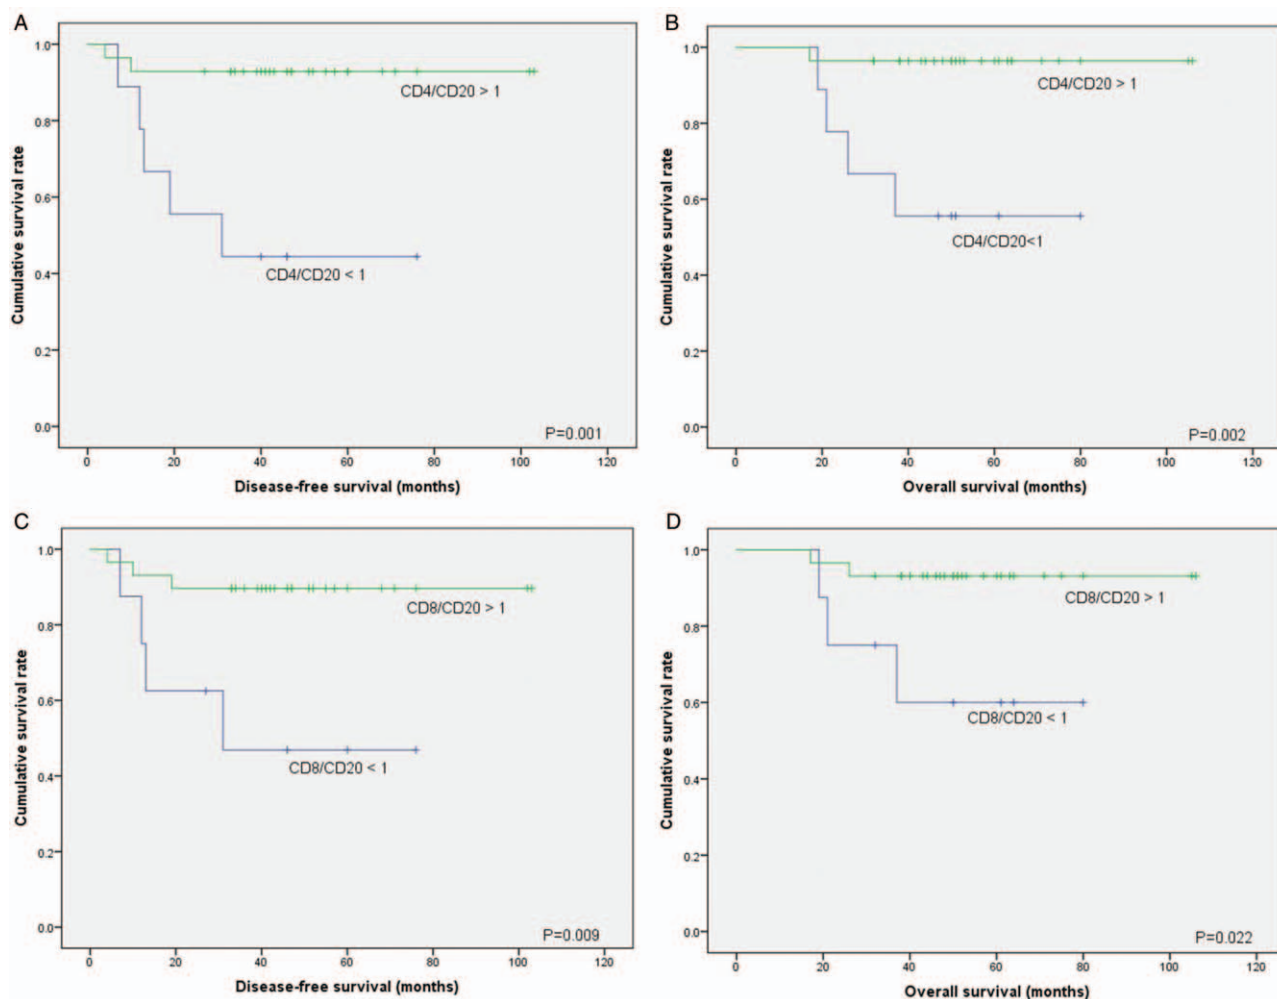 A
Cumulative survival rate
1.0
0.8
0.6
0.4
0.2
0.0
CD4/CD20 > 1
CD4/CD20 < 1
P=0.001
0 20 40 60 80 100 120
Disease-free survival (months)
B
Cumulative survival rate
1.0
0.8
0.6
0.4
0.2
0.0
CD4/CD20 > 1
CD4/CD20<1
P=0.002
0 20 40 60 80 100 120
Overall survival (months)
C
Cumulative survival rate
1.0
0.8
0.6
0.4
0.2
0.0
CD8/CD20 > 1
CD8/CD20 < 1
P=0.009
0 20 40 60 80 100 120
Disease-free survival (months)
D
Cumulative survival rate
1.0
0.8
0.6
0.4
0.2
0.0
CD8/CD20 > 1
CD8/CD20 < 1
P=0.022
0 20 40 60 80 100 120
Overall survival (months)